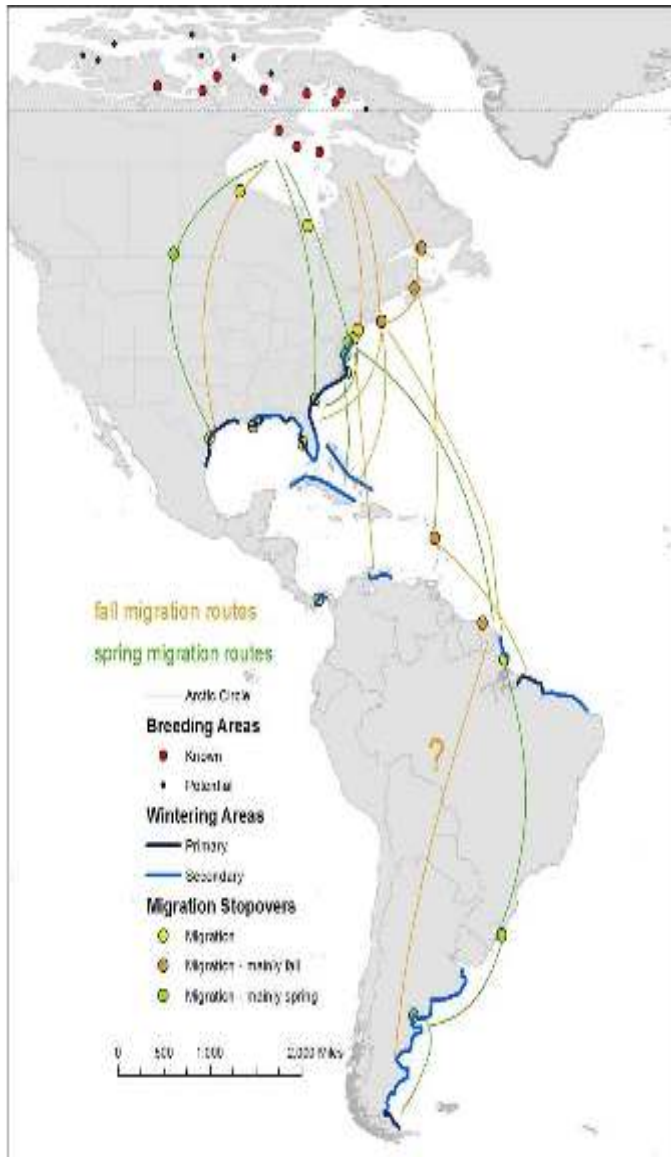 fall migration routes
spring migration routes
Arctic Circle
Breeding Areas
Known
Potential
Wintering Areas
Primary
Secondary
Migration Stopovers
Migration
Migration - mainly fall
Migration - mainly spring
0 500 1,000 2,000 Miles
?